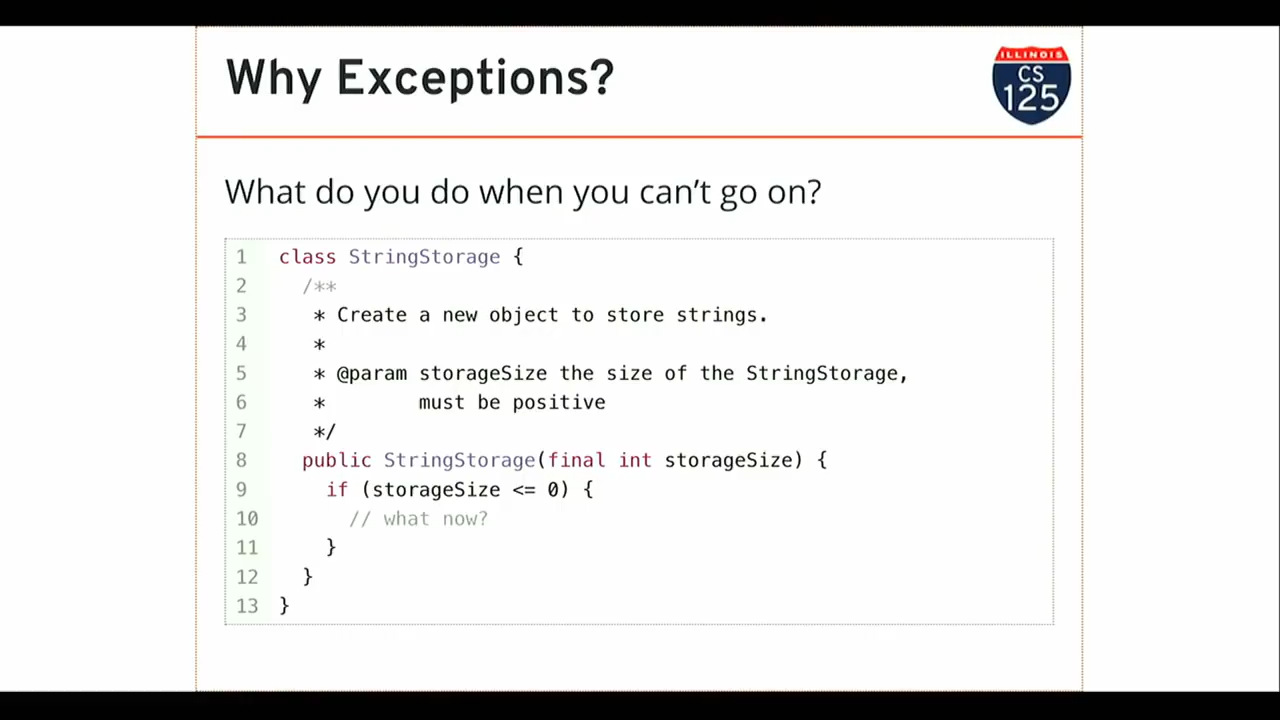 Why Exceptions?
ILLINOIS
CS
125
What do you do when you can't go on?
1 class StringStorage {
2 /**
3 * Create a new object to store strings.
4 *
5 * @param storageSize the size of the StringStorage,
6 * must be positive
7 */
8 public StringStorage(final int storageSize) {
9 if (storageSize <= 0) {
10 // what now?
11 }
12 }
13 }